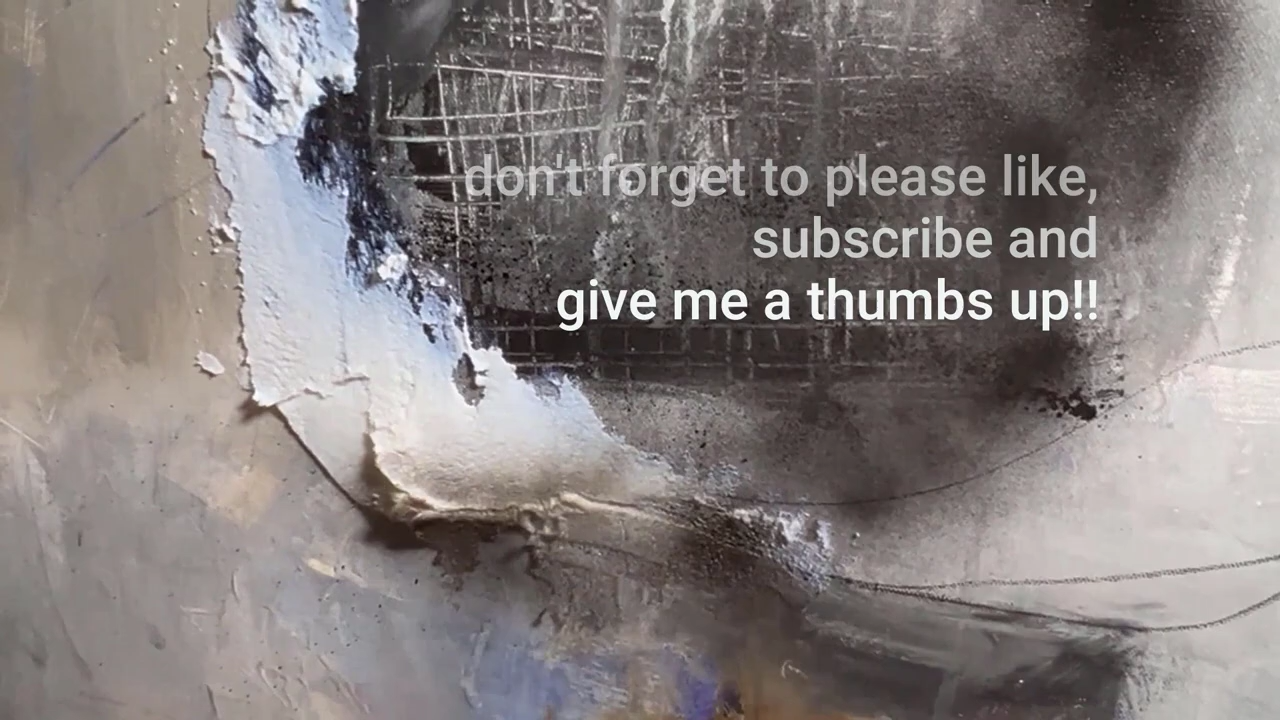 don't forget to please like,
subscribe and
give me a thumbs up!!